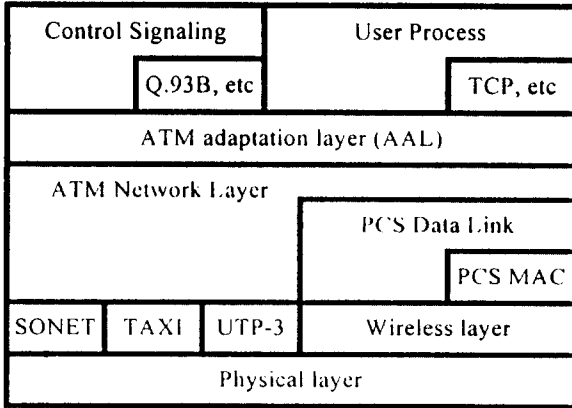 Control Signaling
User Process
Q.93B, etc
TCP, etc
ATM adaptation layer (AAL)
ATM Network Layer
PCS Data Link
PCS MAC
SONET
TAXI
UTP-3
Wireless layer
Physical layer